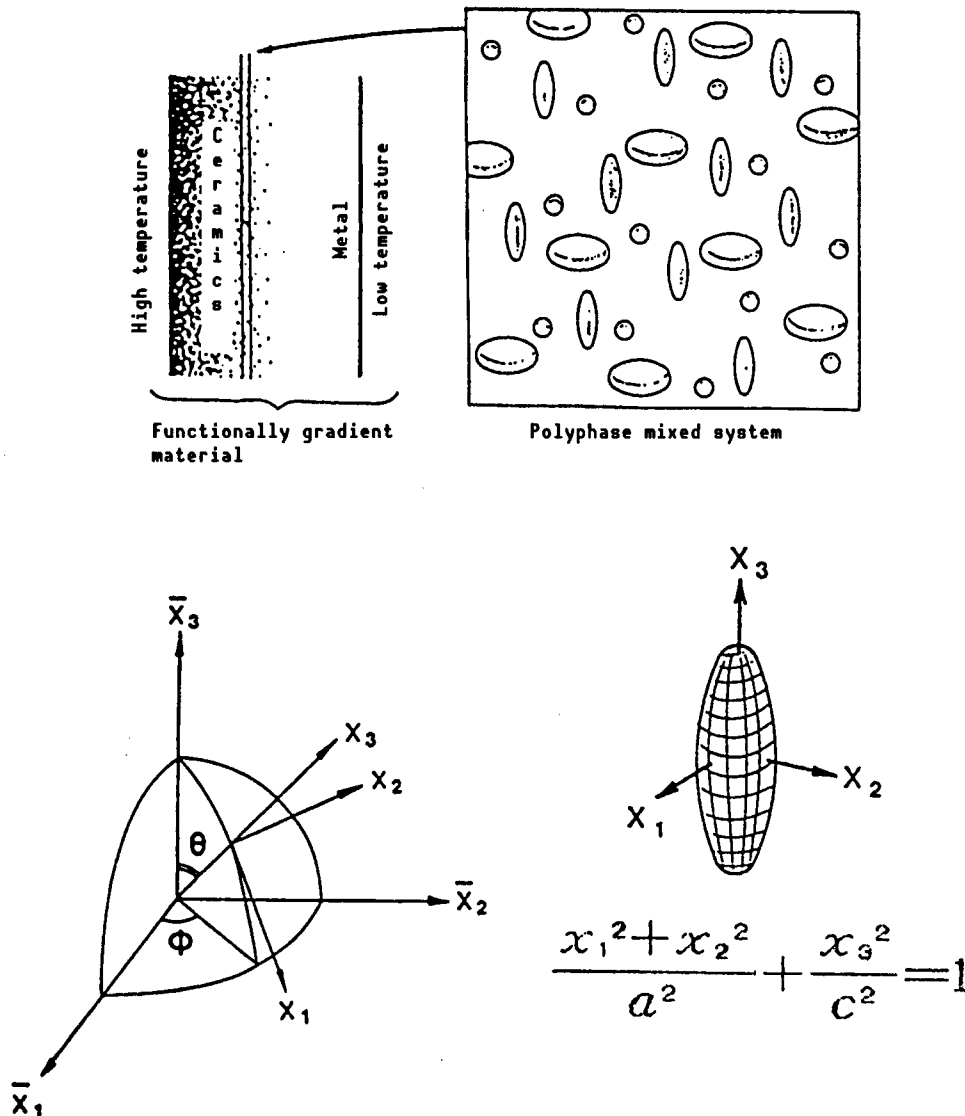 High temperature
Ceramics
Metal
Low temperature
Functionally gradient
material
Polyphase mixed system
X̄₃
X₃
X₂
θ
X̄₂
Φ
X₁
X̄₁
X₃
X₁
X₂
(x₁² + x₂²)/a² + x₃²/c² = 1